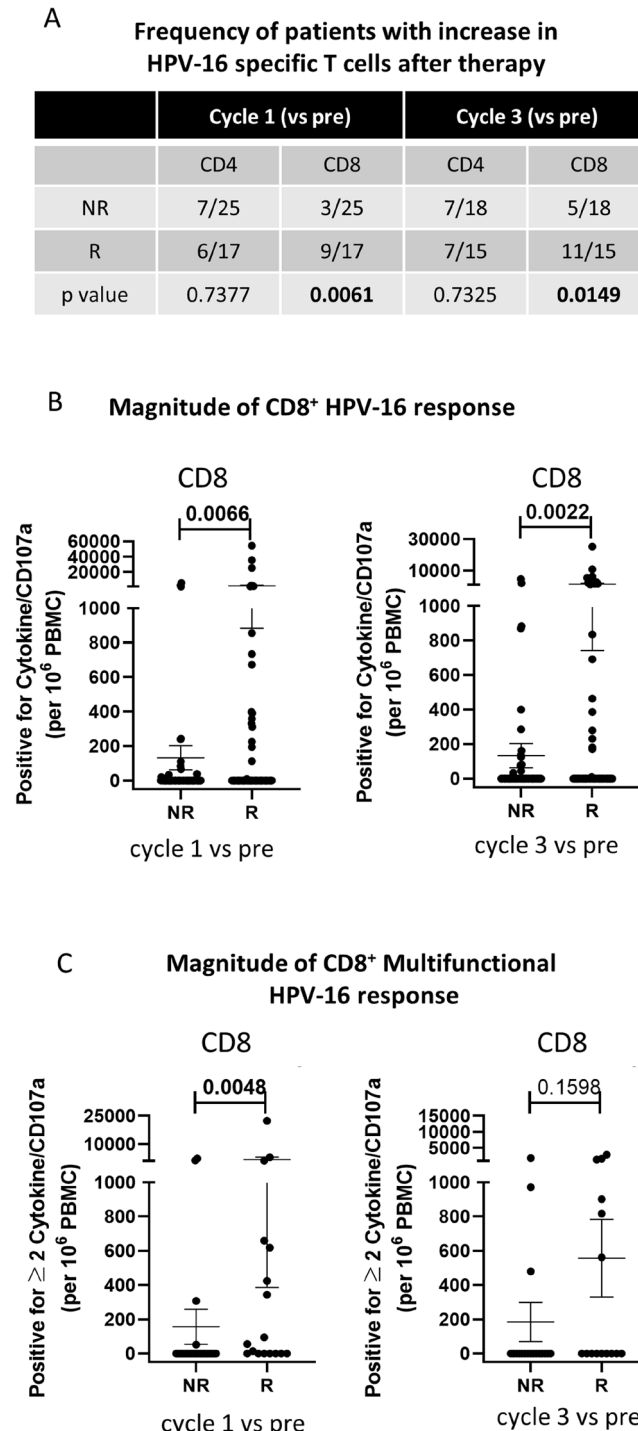 A
Frequency of patients with increase in
HPV-16 specific T cells after therapy
Cycle 1 (vs pre) Cycle 3 (vs pre)
CD4 CD8 CD4 CD8
NR 7/25 3/25 7/18 5/18
R 6/17 9/17 7/15 11/15
p value 0.7377 0.0061 0.7325 0.0149
B
Magnitude of CD8⁺ HPV-16 response
CD8
0.0066
Positive for Cytokine/CD107a
(per 10⁶ PBMC)
60000
40000
20000
1000
800
600
400
200
0
NR R
cycle 1 vs pre
CD8
0.0022
Positive for Cytokine/CD107a
(per 10⁶ PBMC)
30000
10000
1000
800
600
400
200
0
NR R
cycle 3 vs pre
C
Magnitude of CD8⁺ Multifunctional
HPV-16 response
CD8
0.0048
Positive for ≥ 2 Cytokine/CD107a
(per 10⁶ PBMC)
25000
10000
1000
800
600
400
200
0
NR R
cycle 1 vs pre
CD8
0.1598
Positive for ≥ 2 Cytokine/CD107a
(per 10⁶ PBMC)
15000
10000
5000
1000
800
600
400
200
0
NR R
cycle 3 vs pre